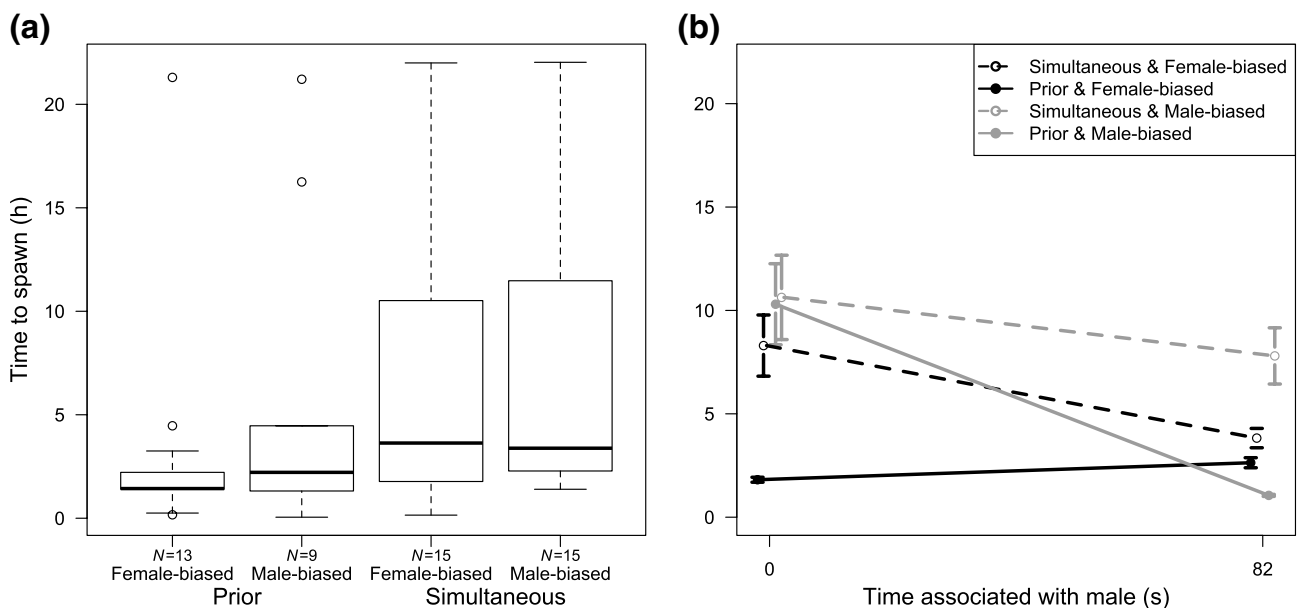 (a)
Time to spawn (h)
20
15
10
5
0
N=13
Female-biased
N=9
Male-biased
N=15
Female-biased
N=15
Male-biased
Prior
Simultaneous
(b)
Simultaneous & Female-biased
Prior & Female-biased
Simultaneous & Male-biased
Prior & Male-biased
20
15
10
5
0
0
82
Time associated with male (s)